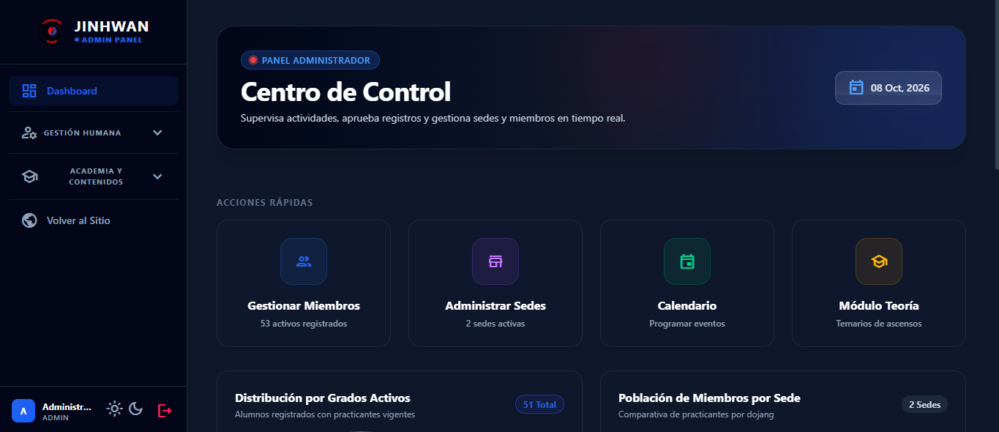 JINHWAN
ADMIN PANEL
Dashboard
GESTIÓN HUMANA
ACADEMIA Y
CONTENIDOS
Volver al Sitio
A
Administr...
ADMIN
PANEL ADMINISTRADOR
Centro de Control
Supervisa actividades, aprueba registros y gestiona sedes y miembros en tiempo real.
08 Oct, 2026
ACCIONES RÁPIDAS
Gestionar Miembros
53 activos registrados
Administrar Sedes
2 sedes activas
Calendario
Programar eventos
Módulo Teoría
Temarios de ascensos
Distribución por Grados Activos
Alumnos registrados con practicantes vigentes
51 Total
Población de Miembros por Sede
Comparativa de practicantes por dojang
2 Sedes